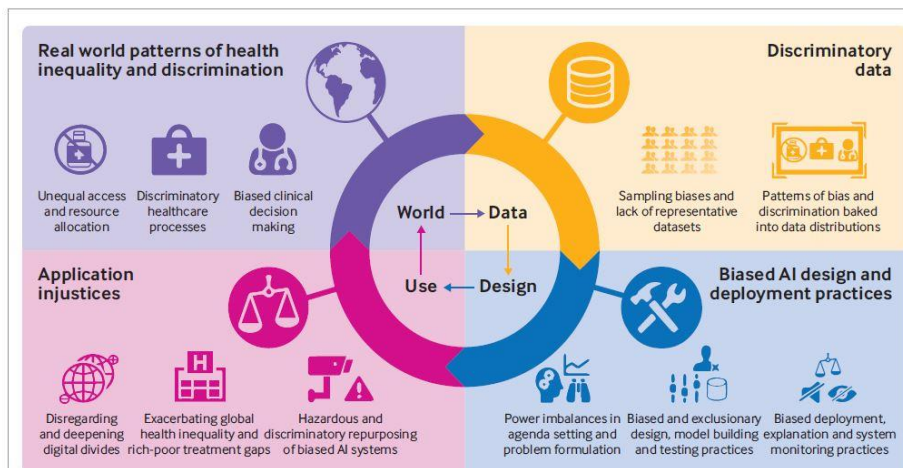 Real world patterns of health
inequality and discrimination
Unequal access
and resource
allocation
Discriminatory
healthcare
processes
Biased clinical
decision
making
Discriminatory
data
Sampling biases and
lack of representative
datasets
Patterns of bias and
discrimination baked
into data distributions
World
Data
Use
Design
Application
injustices
H
Disregarding
and deepening
digital divides
Exacerbating global
health inequality and
rich-poor treatment gaps
Hazardous and
discriminatory repurposing
of biased AI systems
Biased AI design and
deployment practices
Power imbalances in
agenda setting and
problem formulation
Biased and exclusionary
design, model building
and testing practices
Biased deployment,
explanation and system
monitoring practices